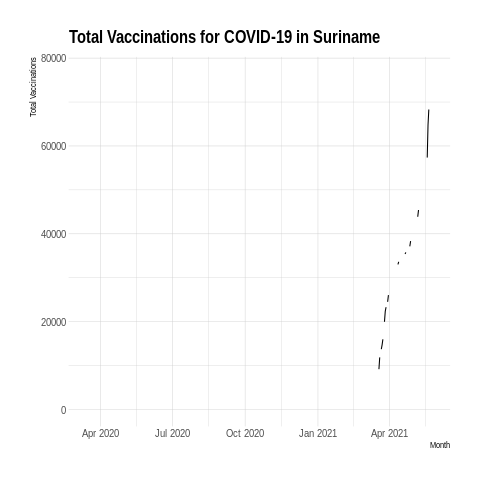 Total Vaccinations for COVID-19 in Suriname
Total Vaccinations
80000
60000
40000
20000
0
Apr 2020 Jul 2020 Oct 2020 Jan 2021 Apr 2021
Month